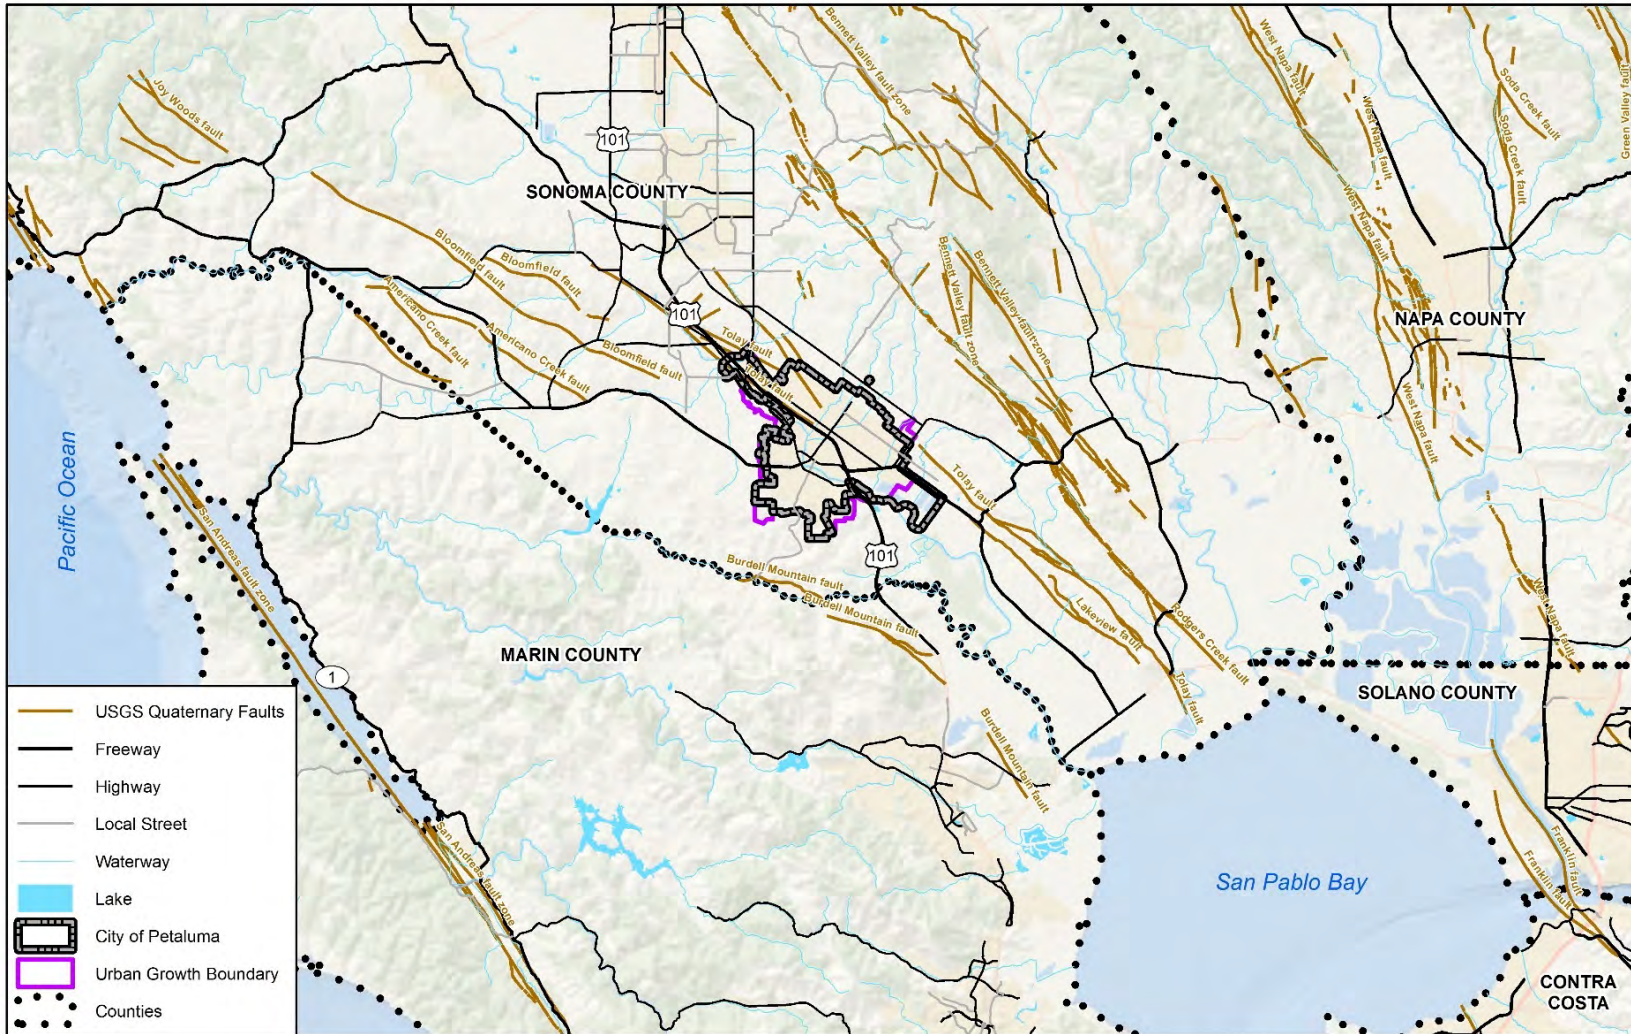 Joy Woods fault
Bennett Valley fault zone
West Napa fault
West Napa fault
Soda Creek fault
Soda Creek fault
Green Valley fault
101
SONOMA COUNTY
Bloomfield fault
Bloomfield fault
Americano Creek fault
Americano Creek fault
Bloomfield fault
101
Tolay fault
Tolay fault
Bennett Valley fault zone
Bennett Valley fault zone
West Napa fault
NAPA COUNTY
West Napa fault
Pacific Ocean
San Andreas fault zone
Tolay fault
101
Burdell Mountain fault
Burdell Mountain fault
Lakeview fault
Rodgers Creek fault
West Napa fault
MARIN COUNTY
1
Tolay fault
SOLANO COUNTY
Burdell Mountain fault
San Andreas fault zone
San Pablo Bay
Franklin fault
Franklin fault
CONTRA
COSTA
USGS Quaternary Faults
Freeway
Highway
Local Street
Waterway
Lake
City of Petaluma
Urban Growth Boundary
Counties